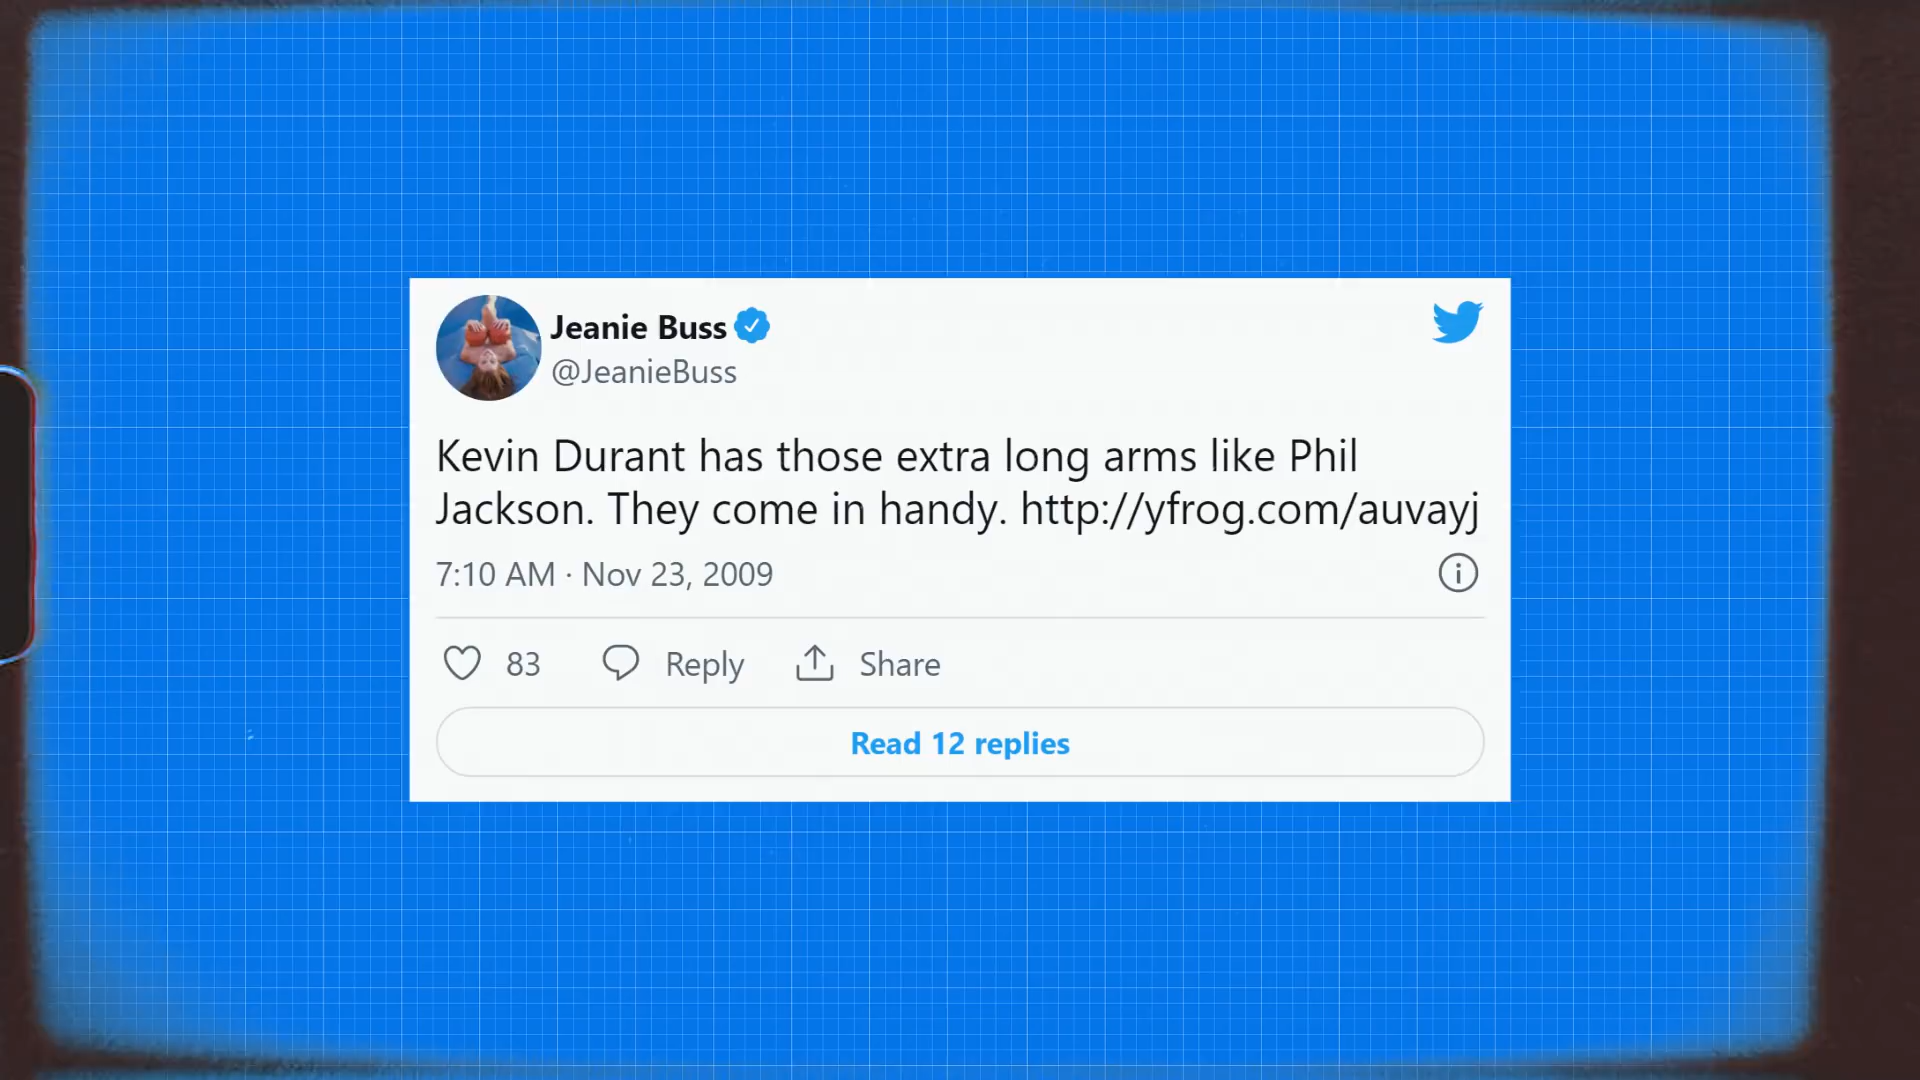 Jeanie Buss
@JeanieBuss
Kevin Durant has those extra long arms like Phil
Jackson. They come in handy. http://yfrog.com/auvayj
7:10 AM · Nov 23, 2009
83 Reply Share
Read 12 replies